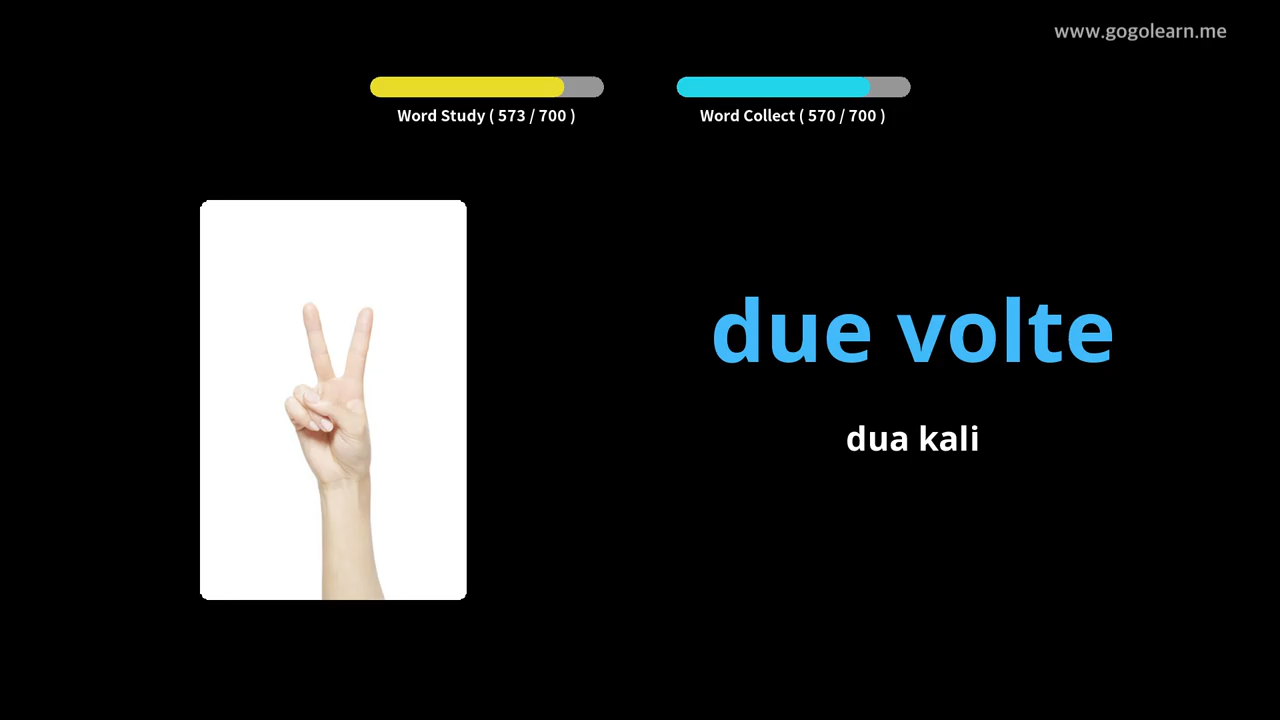 www.gogolearn.me
Word Study ( 573 / 700 )
Word Collect ( 570 / 700 )
due volte
dua kali